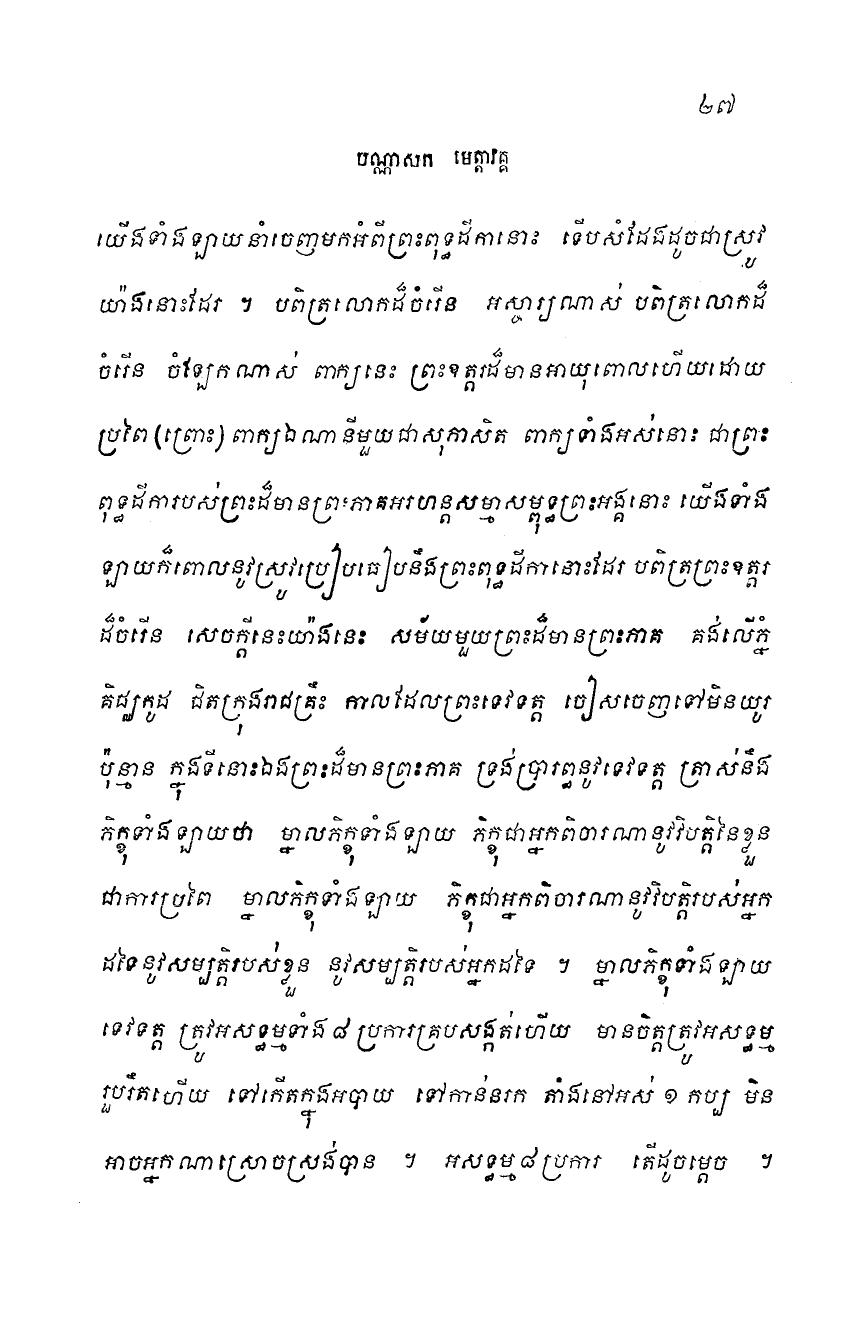 ២៧
បណ្ណាសក មេត្តាវគ្គ
យើងទាំងឡាយនាំចេញមកអំពីព្រះពុទ្ធដីកានោះ ទើបសំដែងដូចជាស្រូវ
យ៉ាងនោះដែរ ។ បពិត្រលោកដ៏ចំរើន អស្ចារ្យណាស់ បពិត្រលោកដ៏
ចំរើន ចំឡែកណាស់ ពាក្យនេះ ព្រះឧត្តរដ៏មានអាយុពោលហើយដោយ
ប្រពៃ (ព្រោះ) ពាក្យឯណានីមួយជាសុភាសិត ពាក្យទាំងអស់នោះ ជាព្រះ
ពុទ្ធដីការបស់ព្រះដ៏មានព្រះភាគអរហន្តសម្មាសម្ពុទ្ធព្រះអង្គនោះ យើងទាំង
ឡាយក៏ពោលនូវស្រូវប្រៀបធៀបនឹងព្រះពុទ្ធដីកានោះដែរ បពិត្រព្រះឧត្តរ
ដ៏ចំរើន សេចក្តីនេះយ៉ាងនេះ សម័យមួយព្រះដ៏មានព្រះភាគ គង់លើភ្នំ
គិជ្ឈកូដ ជិតក្រុងរាជគ្រឹះ កាលដែលព្រះទេវទត្ត ចៀសចេញទៅមិនយូរ
ប៉ុន្មាន ក្នុងទីនោះឯងព្រះដ៏មានព្រះភាគ ទ្រង់ប្រារព្ធនូវទេវទត្ត ត្រាស់នឹង
ភិក្ខុទាំងឡាយថា ម្នាលភិក្ខុទាំងឡាយ ភិក្ខុជាអ្នកពិចារណានូវវិបត្តិនៃខ្លួន
ជាការប្រពៃ ម្នាលភិក្ខុទាំងឡាយ ភិក្ខុជាអ្នកពិចារណានូវវិបត្តិរបស់អ្នក
ដទៃនូវសម្បត្តិរបស់ខ្លួន នូវសម្បត្តិរបស់អ្នកដទៃ ។ ម្នាលភិក្ខុទាំងឡាយ
ទេវទត្ត ត្រូវអសទ្ធម្មទាំង ៨ ប្រការគ្របសង្កត់ហើយ មានចិត្តត្រូវអសទ្ធម្ម
រួបរឹតហើយ ទៅកើតក្នុងអបាយ ទៅកាន់នរក តាំងនៅអស់ ១ កប្ប មិន
អាចអ្នកណាស្រោចស្រង់បាន ។ អសទ្ធម្ម ៨ ប្រការ តើដូចម្តេច ។